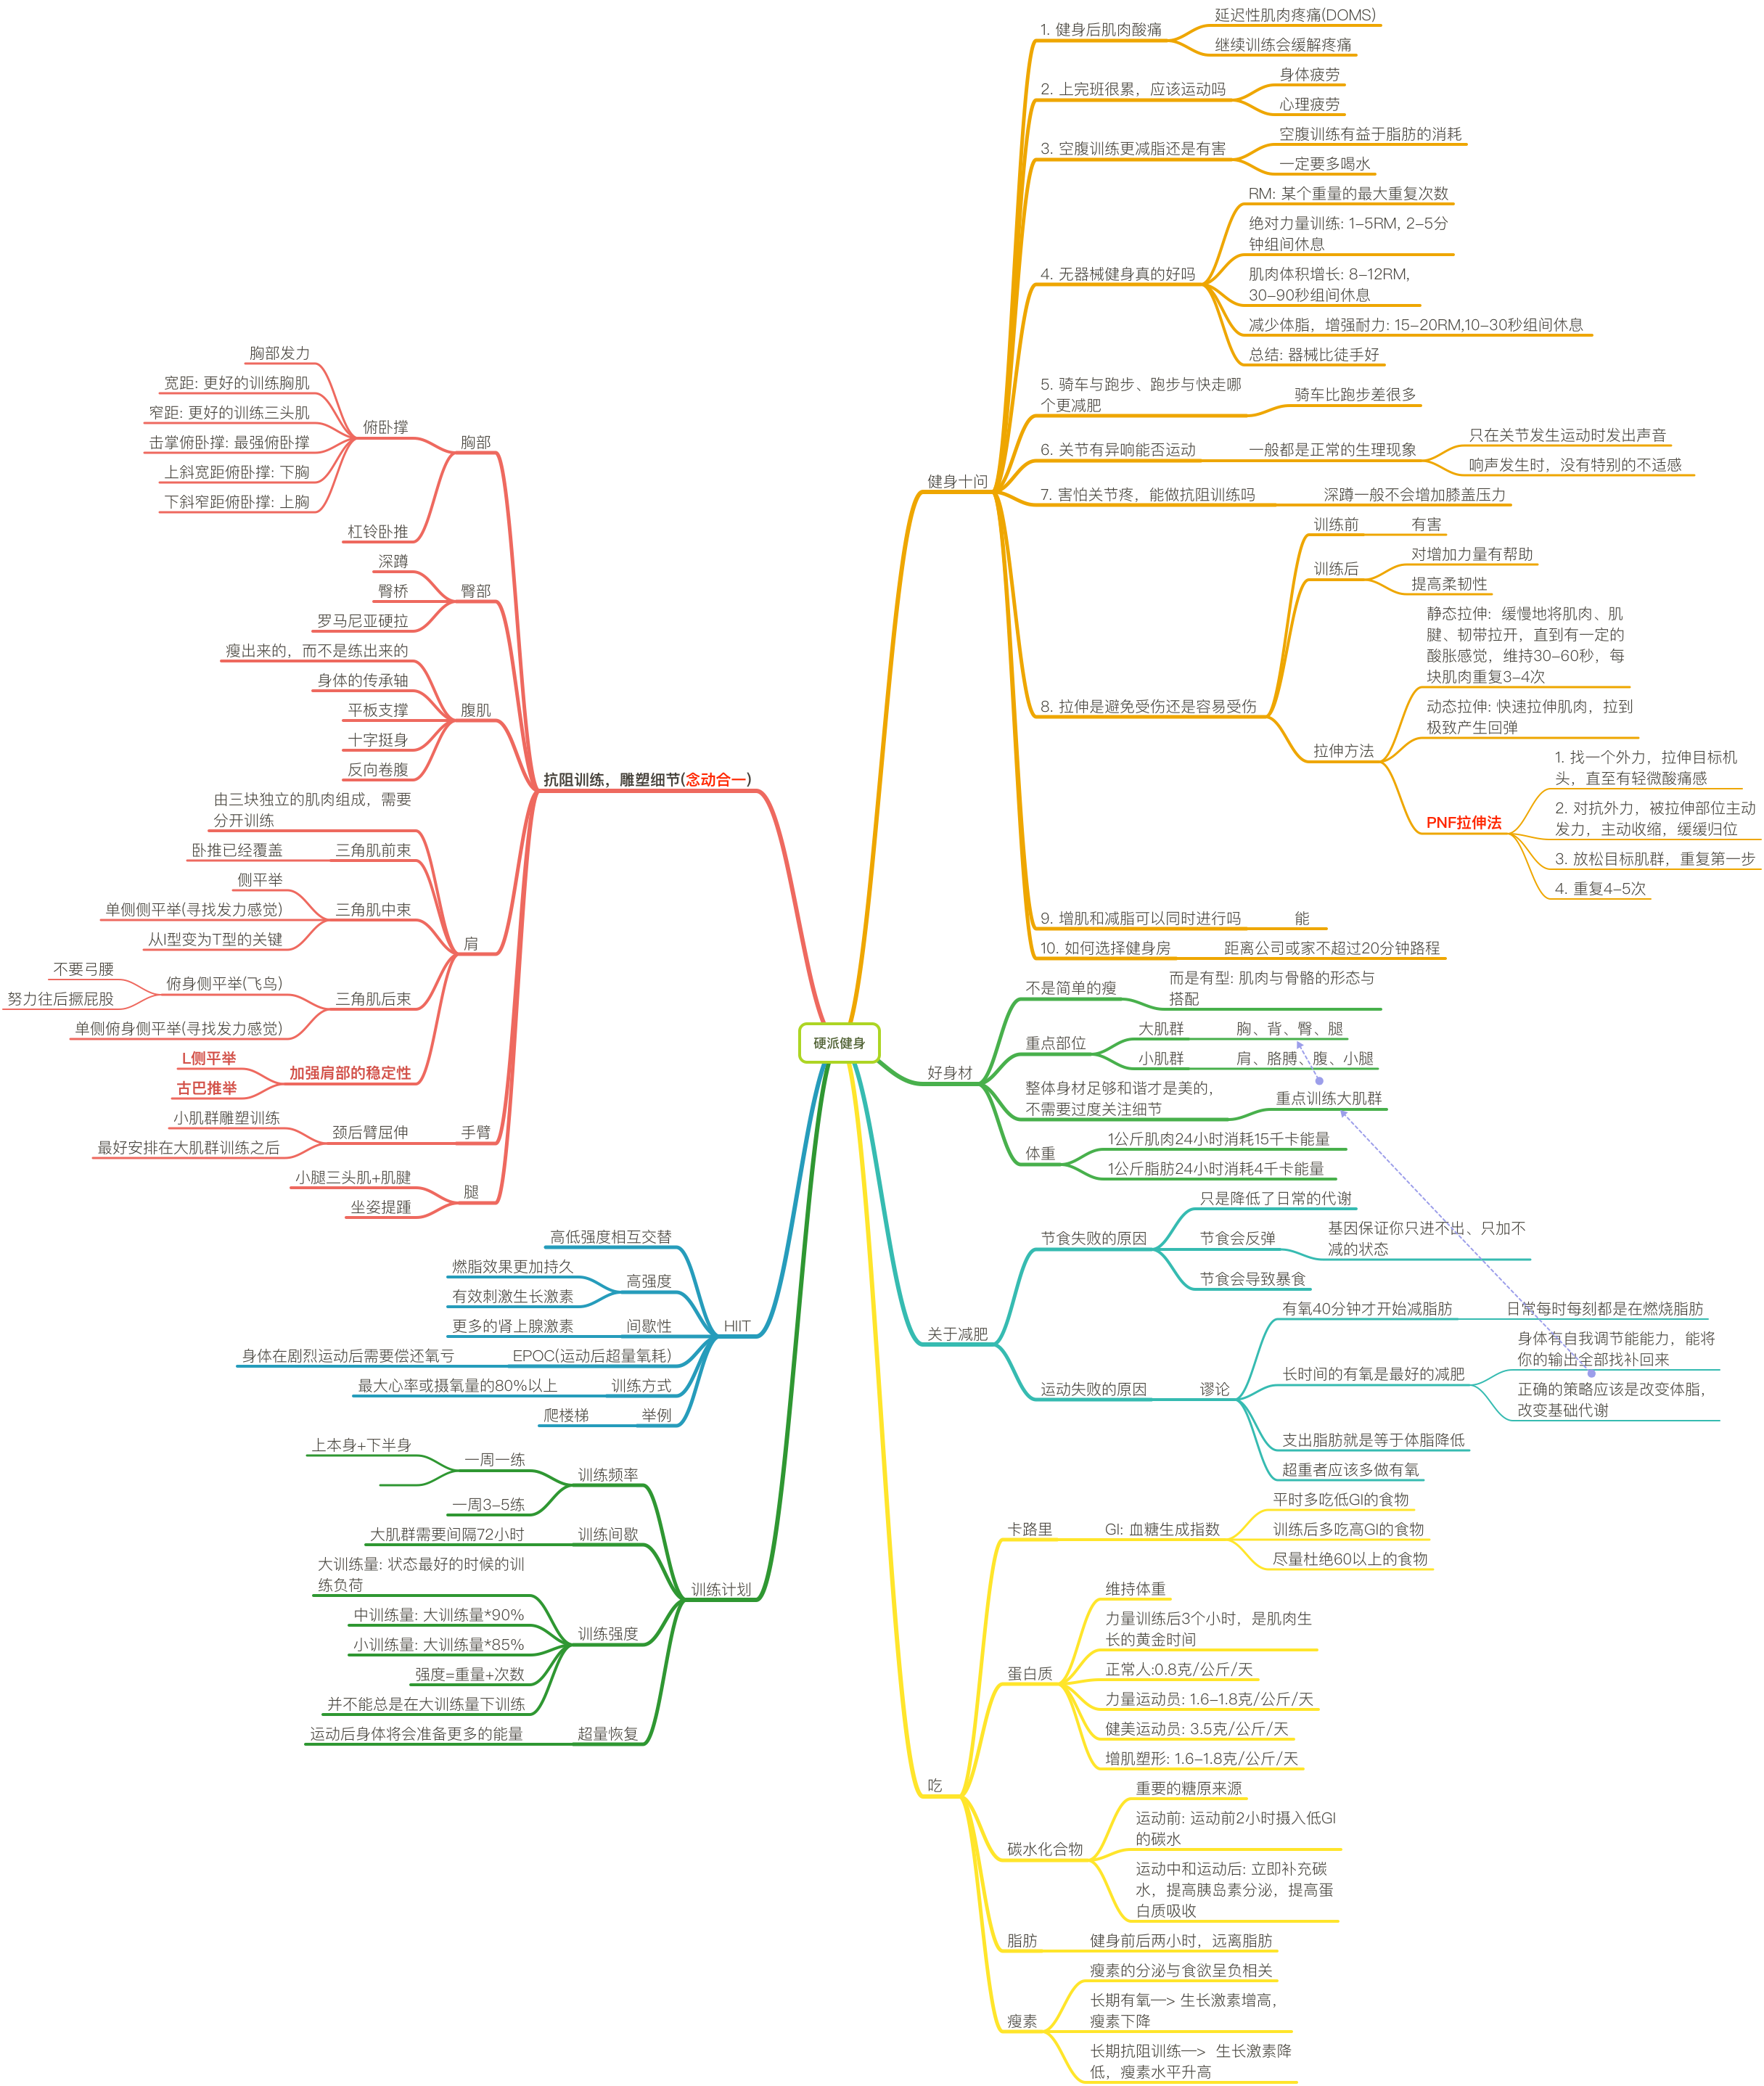 硬派健身
健身十问
1. 健身后肌肉酸痛
延迟性肌肉疼痛(DOMS)
继续训练会缓解疼痛
2. 上完班很累，应该运动吗
身体疲劳
心理疲劳
3. 空腹训练更减脂还是有害
空腹训练有益于脂肪的消耗
一定要多喝水
4. 无器械健身真的好吗
RM: 某个重量的最大重复次数
绝对力量训练: 1-5RM, 2-5分
钟组间休息
肌肉体积增长: 8-12RM,
30-90秒组间休息
减少体脂，增强耐力: 15-20RM,10-30秒组间休息
总结: 器械比徒手好
5. 骑车与跑步、跑步与快走哪
个更减肥
骑车比跑步差很多
6. 关节有异响能否运动
一般都是正常的生理现象
只在关节发生运动时发出声音
响声发生时，没有特别的不适感
7. 害怕关节疼，能做抗阻训练吗
深蹲一般不会增加膝盖压力
8. 拉伸是避免受伤还是容易受伤
训练前
有害
训练后
对增加力量有帮助
提高柔韧性
拉伸方法
静态拉伸: 缓慢地将肌肉、肌
腱、韧带拉开，直到有一定的
酸胀感觉，维持30-60秒，每
块肌肉重复3-4次
动态拉伸: 快速拉伸肌肉，拉到
极致产生回弹
PNF拉伸法
1. 找一个外力，拉伸目标机
头，直至有轻微酸痛感
2. 对抗外力，被拉伸部位主动
发力，主动收缩，缓缓归位
3. 放松目标肌群，重复第一步
4. 重复4-5次
9. 增肌和减脂可以同时进行吗
能
10. 如何选择健身房
距离公司或家不超过20分钟路程
好身材
不是简单的瘦
而是有型: 肌肉与骨骼的形态与
搭配
重点部位
大肌群
胸、背、臀、腿
小肌群
肩、胳膊、腹、小腿
整体身材足够和谐才是美的，
不需要过度关注细节
重点训练大肌群
体重
1公斤肌肉24小时消耗15千卡能量
1公斤脂肪24小时消耗4千卡能量
关于减肥
节食失败的原因
只是降低了日常的代谢
节食会反弹
基因保证你只进不出、只加不
减的状态
节食会导致暴食
运动失败的原因
谬论
有氧40分钟才开始减脂肪
日常每时每刻都是在燃烧脂肪
长时间的有氧是最好的减肥
身体有自我调节能能力，能将
你的输出全部找补回来
正确的策略应该是改变体脂，
改变基础代谢
支出脂肪就是等于体脂降低
超重者应该多做有氧
吃
卡路里
GI: 血糖生成指数
平时多吃低GI的食物
训练后多吃高GI的食物
尽量杜绝60以上的食物
蛋白质
维持体重
力量训练后3个小时，是肌肉生
长的黄金时间
正常人:0.8克/公斤/天
力量运动员: 1.6-1.8克/公斤/天
健美运动员: 3.5克/公斤/天
增肌塑形: 1.6-1.8克/公斤/天
碳水化合物
重要的糖原来源
运动前: 运动前2小时摄入低GI
的碳水
运动中和运动后: 立即补充碳
水，提高胰岛素分泌，提高蛋
白质吸收
脂肪
健身前后两小时，远离脂肪
瘦素
瘦素的分泌与食欲呈负相关
长期有氧—> 生长激素增高，
瘦素下降
长期抗阻训练—> 生长激素降
低，瘦素水平升高
抗阻训练，雕塑细节(念动合一)
胸部
俯卧撑
胸部发力
宽距: 更好的训练胸肌
窄距: 更好的训练三头肌
击掌俯卧撑: 最强俯卧撑
上斜宽距俯卧撑: 下胸
下斜窄距俯卧撑: 上胸
杠铃卧推
臀部
深蹲
臀桥
罗马尼亚硬拉
腹肌
瘦出来的，而不是练出来的
身体的传承轴
平板支撑
十字挺身
反向卷腹
肩
由三块独立的肌肉组成，需要
分开训练
三角肌前束
卧推已经覆盖
三角肌中束
侧平举
单侧侧平举(寻找发力感觉)
从I型变为T型的关键
三角肌后束
俯身侧平举(飞鸟)
不要弓腰
努力往后撅屁股
单侧俯身侧平举(寻找发力感觉)
加强肩部的稳定性
L侧平举
古巴推举
手臂
颈后臂屈伸
小肌群雕塑训练
最好安排在大肌群训练之后
腿
小腿三头肌+肌腱
坐姿提踵
HIIT
高低强度相互交替
高强度
燃脂效果更加持久
有效刺激生长激素
间歇性
更多的肾上腺激素
EPOC(运动后超量氧耗)
身体在剧烈运动后需要偿还氧亏
训练方式
最大心率或摄氧量的80%以上
举例
爬楼梯
训练计划
训练频率
一周一练
上本身+下半身
一周3-5练
训练间歇
大肌群需要间隔72小时
训练强度
大训练量: 状态最好的时候的训
练负荷
中训练量: 大训练量*90%
小训练量: 大训练量*85%
强度=重量+次数
并不能总是在大训练量下训练
超量恢复
运动后身体将会准备更多的能量